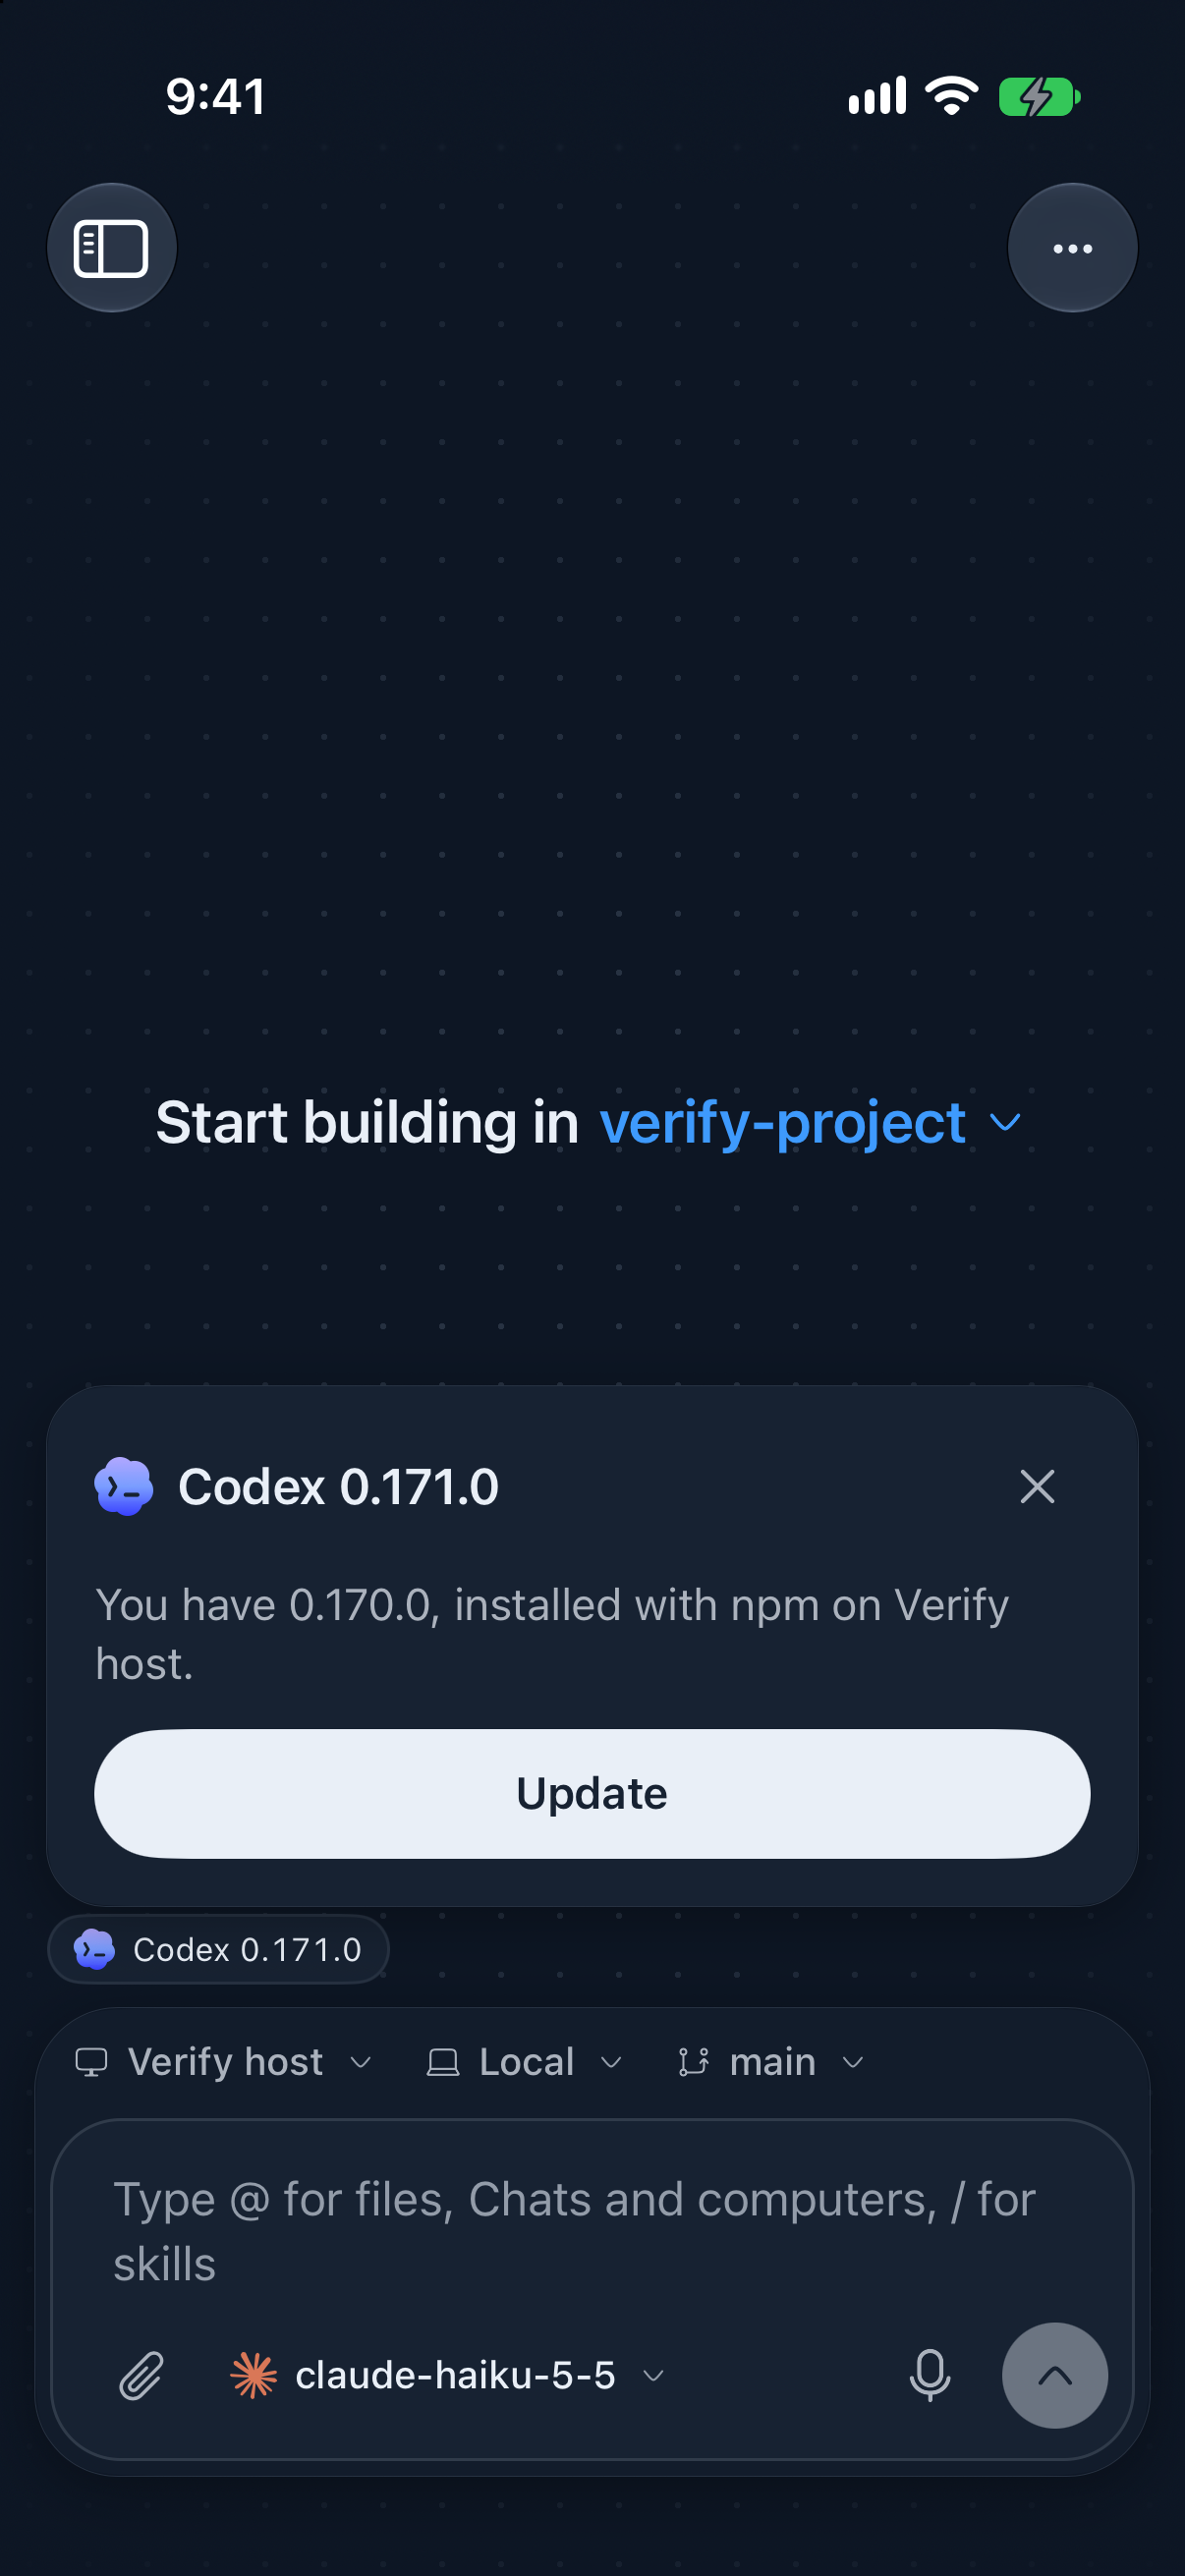 9:41
Start building in verify-project
Codex 0.171.0
You have 0.170.0, installed with npm on Verify
host.
Update
Codex 0.171.0
Verify host
Local
main
Type @ for files, Chats and computers, / for
skills
claude-haiku-5-5